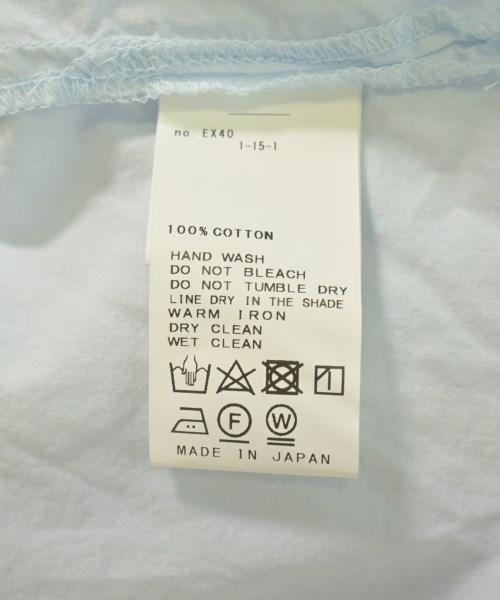 no. EX40
1-15-1
100% COTTON
HAND WASH
DO NOT BLEACH
DO NOT TUMBLE DRY
LINE DRY IN THE SHADE
WARM IRON
DRY CLEAN
WET CLEAN
F W
MADE IN JAPAN